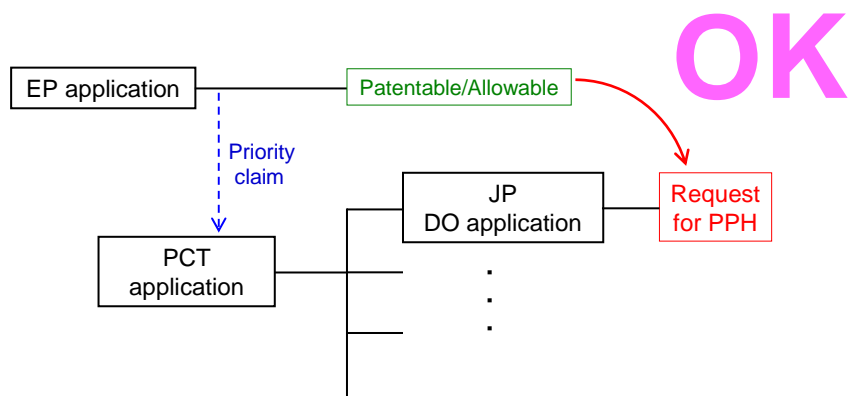 OK
EP application
Patentable/Allowable
Priority
claim
JP
DO application
Request
for PPH
PCT
application